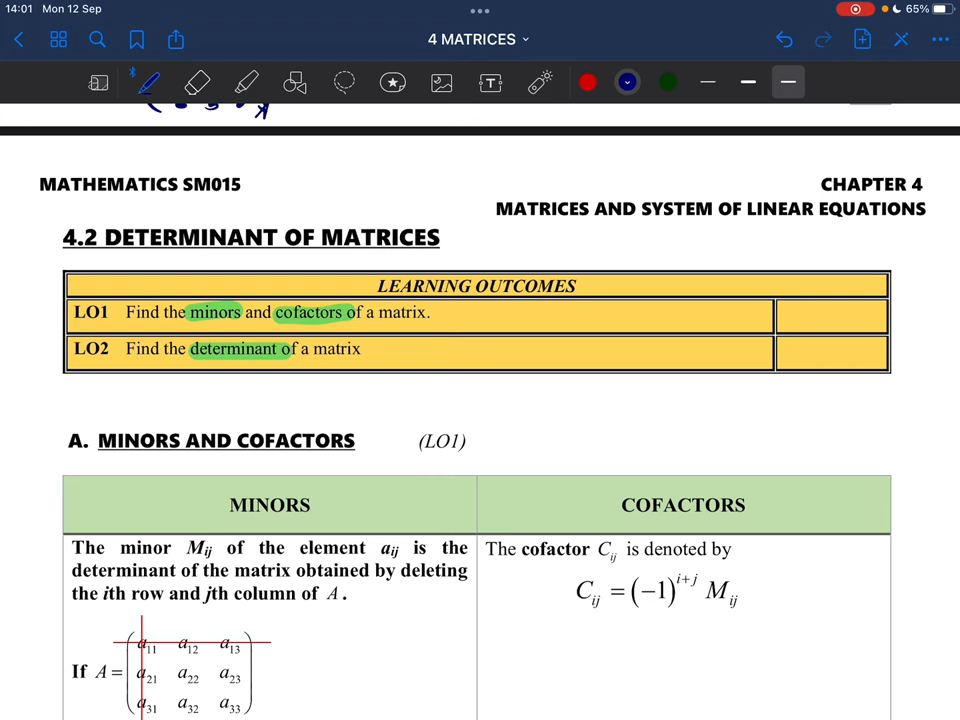 14:01 Mon 12 Sep
65%
4 MATRICES
MATHEMATICS SM015
CHAPTER 4
MATRICES AND SYSTEM OF LINEAR EQUATIONS
4.2 DETERMINANT OF MATRICES
LEARNING OUTCOMES
LO1 Find the minors and cofactors of a matrix.
LO2 Find the determinant of a matrix
A. MINORS AND COFACTORS (LO1)
MINORS
COFACTORS
The minor Mij of the element aij is the
determinant of the matrix obtained by deleting
the ith row and jth column of A .
The cofactor Cij is denoted by
Cij = (−1)^{i+j} Mij
a11 a12 a13
If A = a21 a22 a23
a31 a32 a33